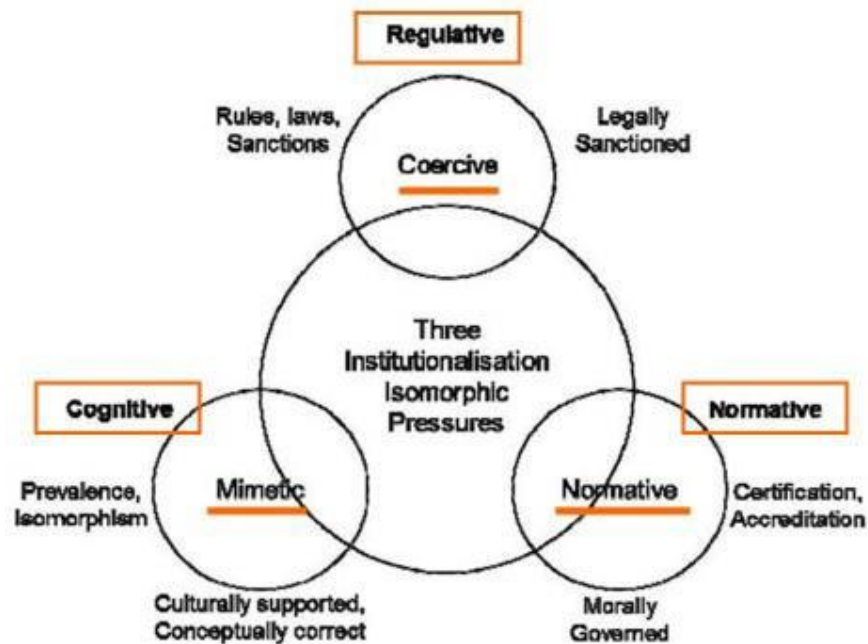 Regulative
Rules, laws,
Sanctions
Legally
Sanctioned
Coercive
Three
Institutionalisation
Isomorphic
Pressures
Cognitive
Normative
Prevalence,
Isomorphism
Mimetic
Normative
Certification,
Accreditation
Culturally supported,
Conceptually correct
Morally
Governed